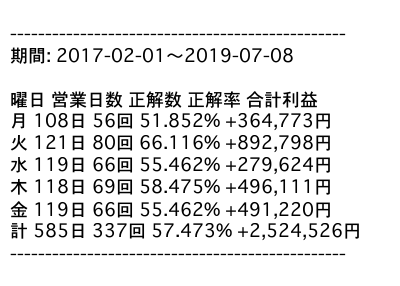 ------------------------------------------------
期間: 2017-02-01～2019-07-08
曜日 営業日数 正解数 正解率 合計利益
月 108日 56回 51.852% +364,773円
火 121日 80回 66.116% +892,798円
水 119日 66回 55.462% +279,624円
木 118日 69回 58.475% +496,111円
金 119日 66回 55.462% +491,220円
計 585日 337回 57.473% +2,524,526円
------------------------------------------------